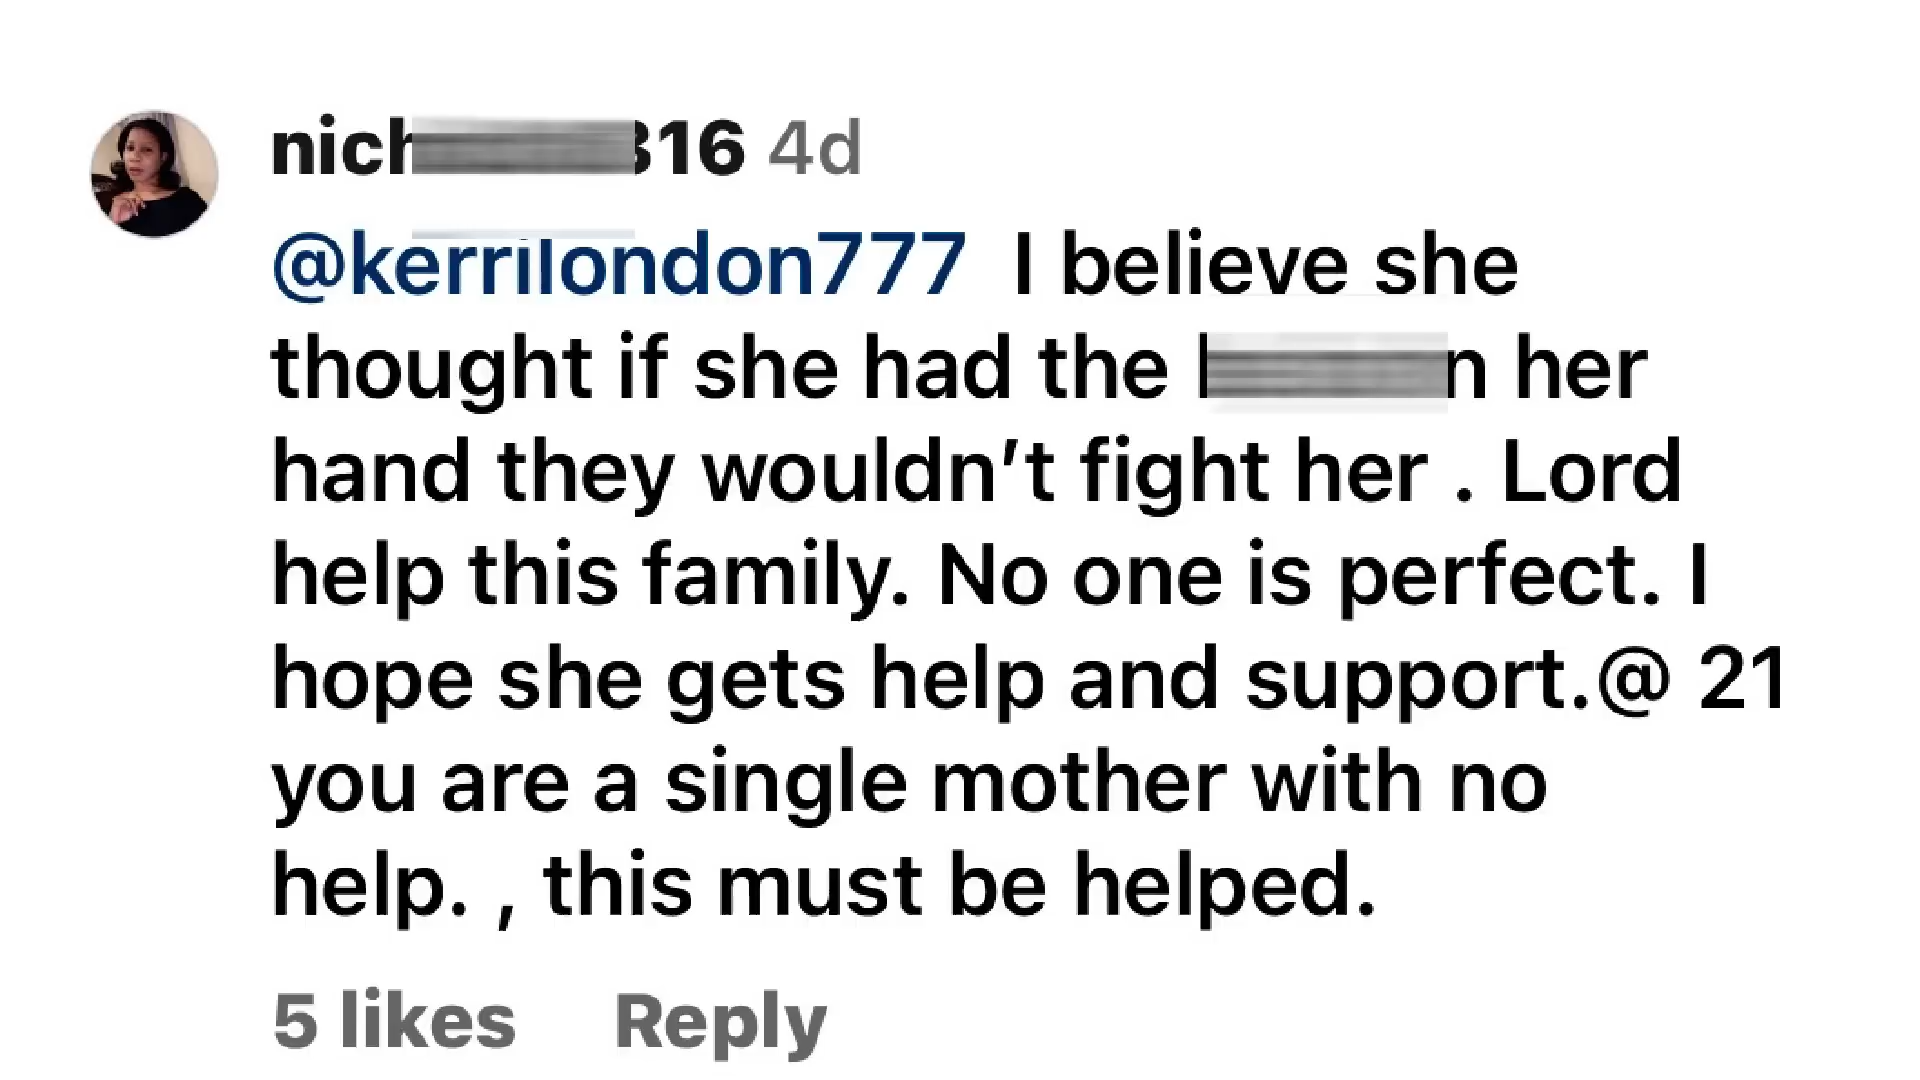 4d
@kerrilondon777 I believe she
thought if she had the her
hand they wouldn’t fight her . Lord
help this family. No one is perfect. I
hope she gets help and support.@ 21
you are a single mother with no
help. , this must be helped.
5 likes Reply